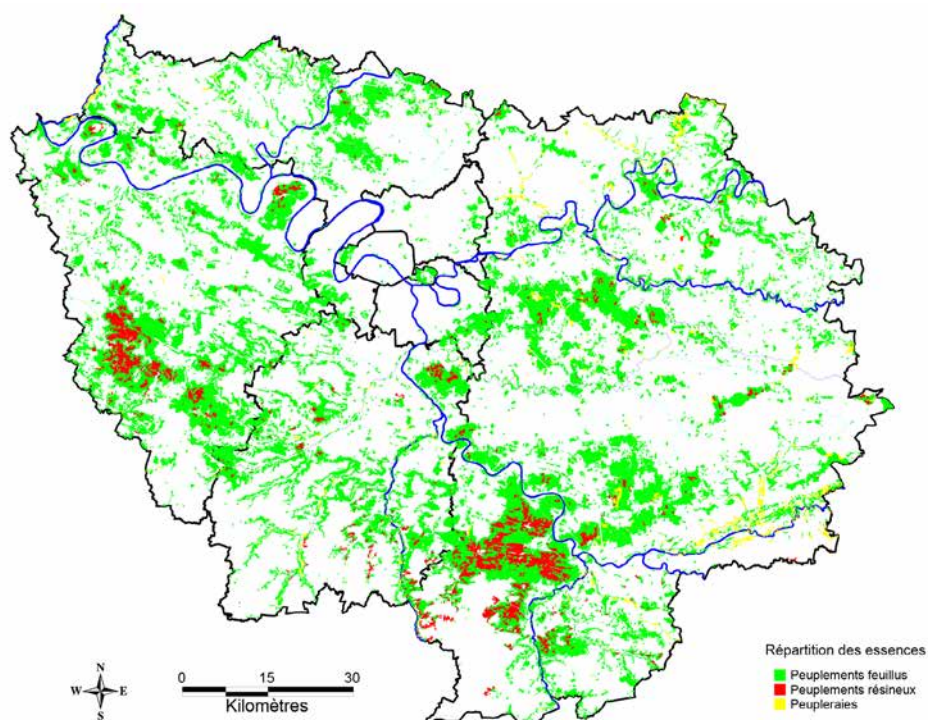 Répartition des essences
Peuplements feuillus
Peuplements résineux
Peupleraies
N
W E
S
0 15 30
Kilomètres